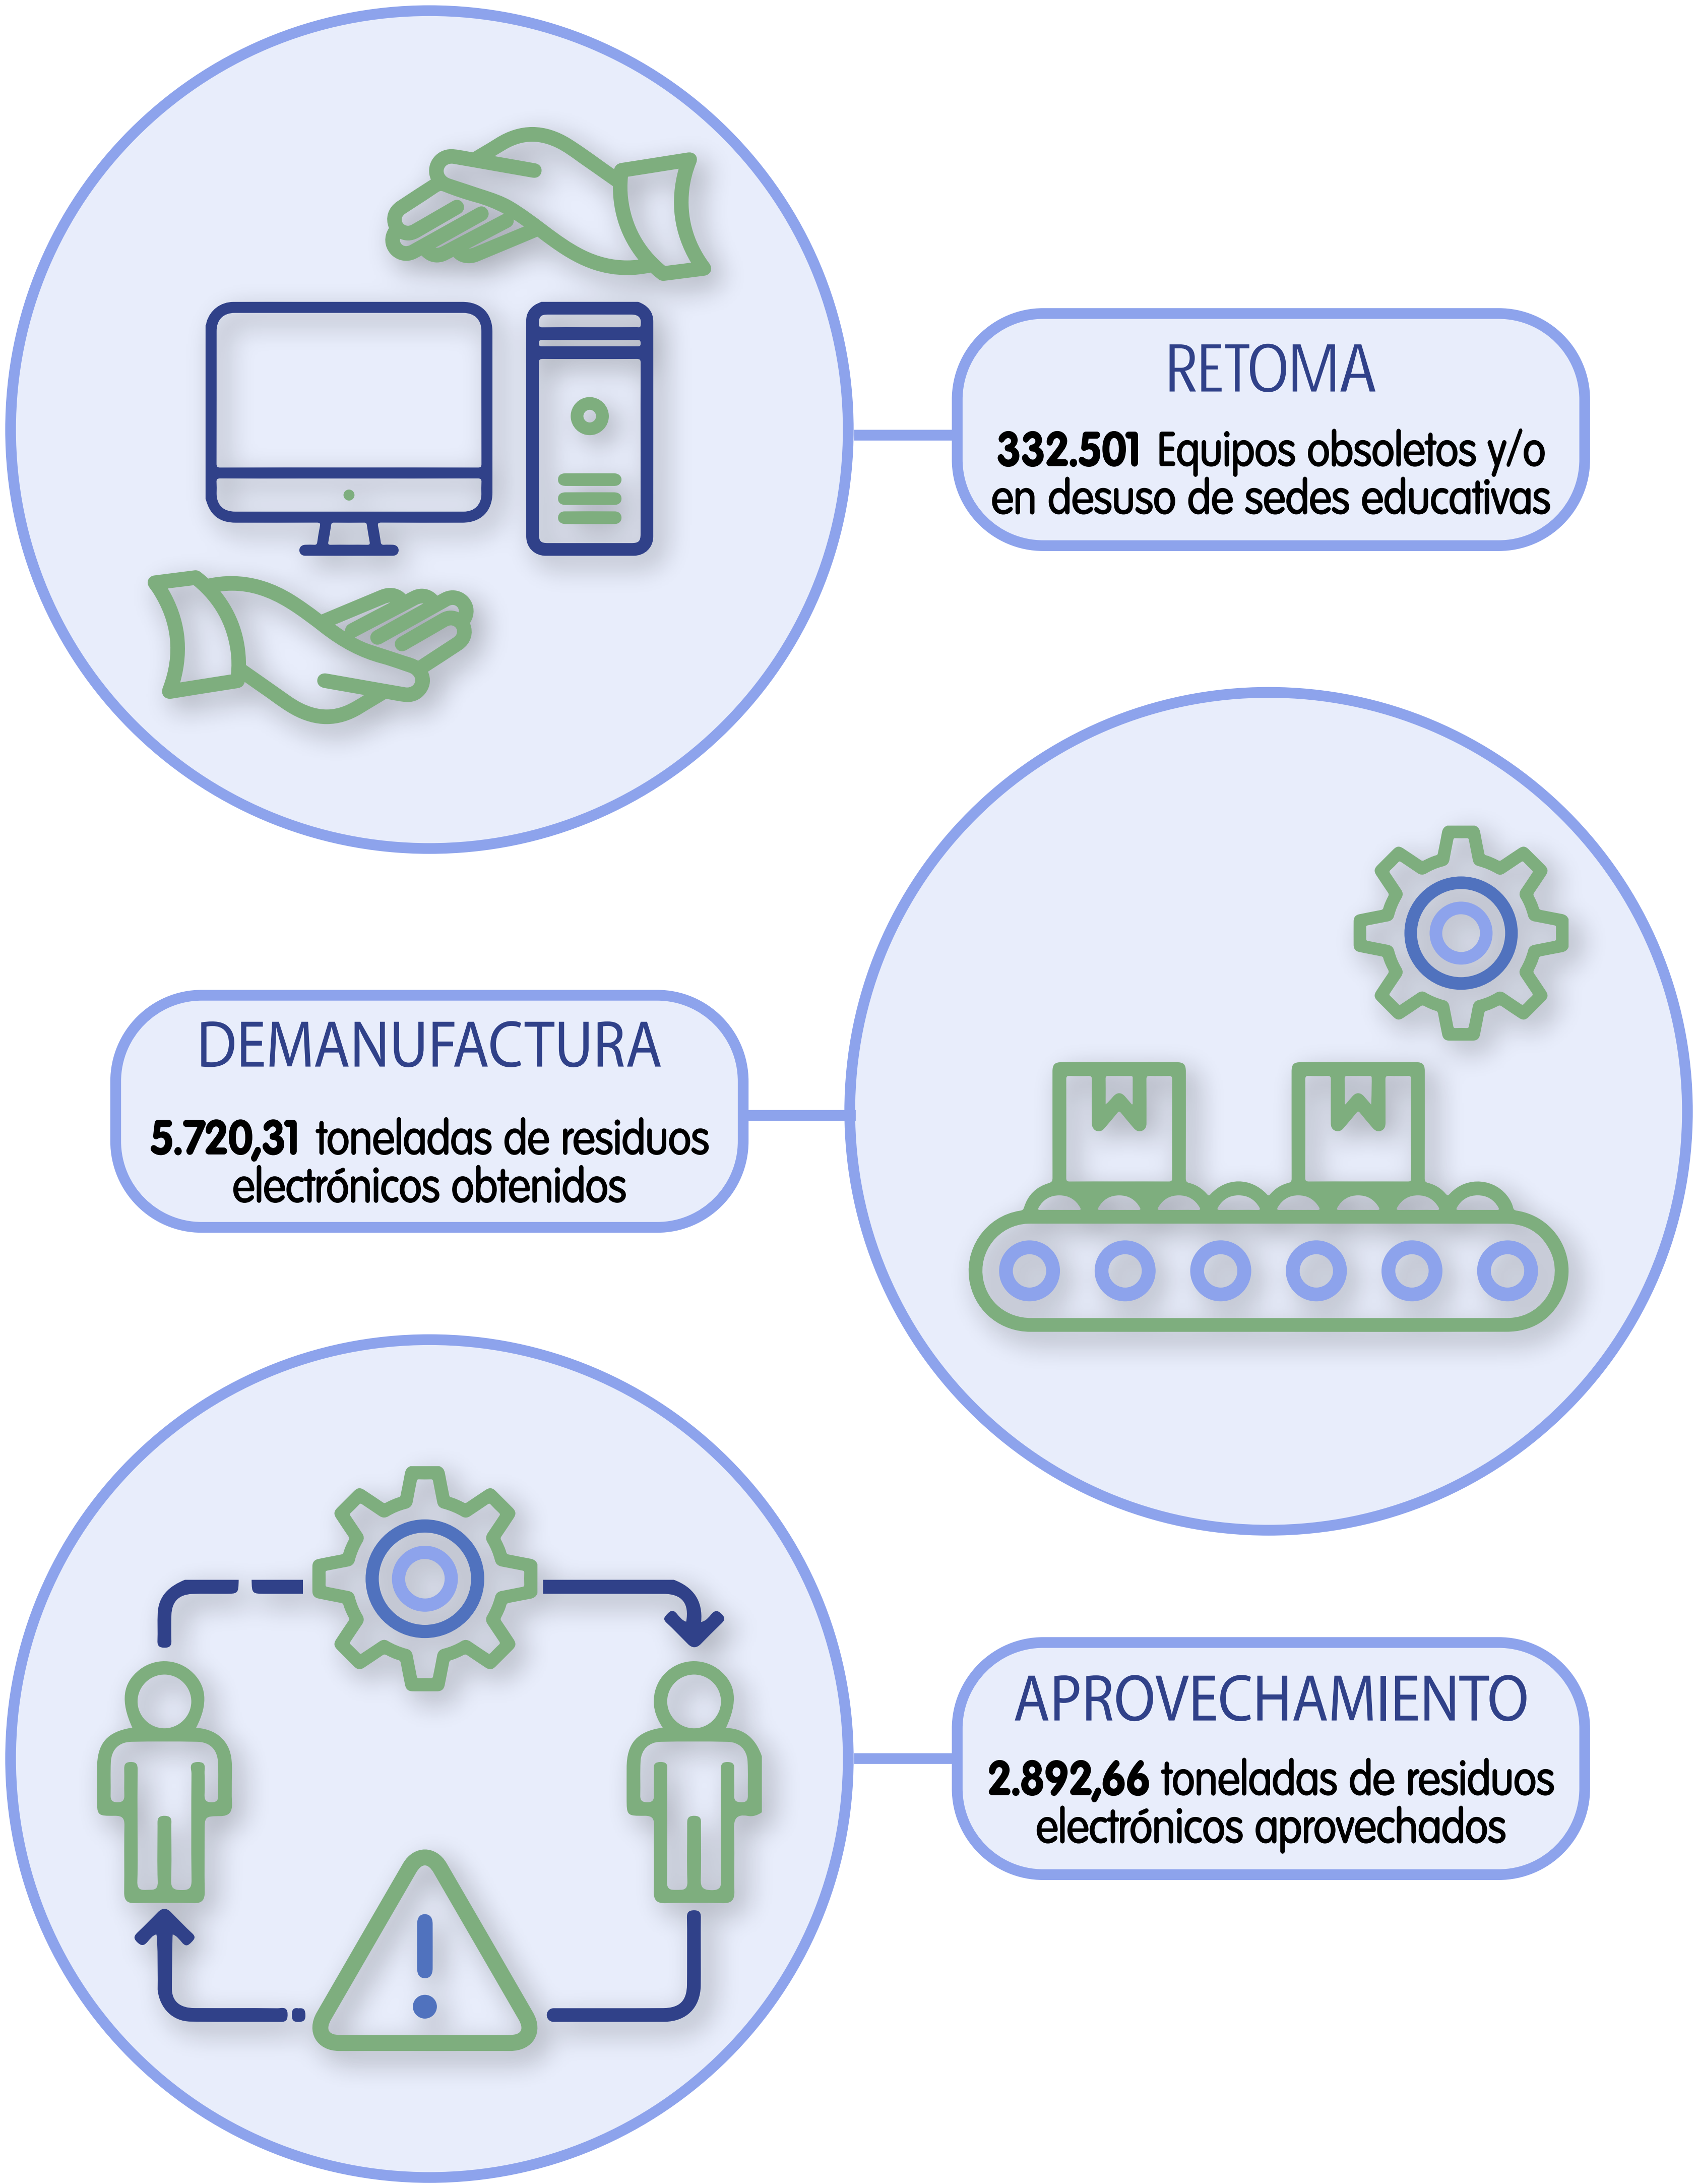 RETOMA
332.501 Equipos obsoletos y/o
en desuso de sedes educativas
DEMANUFACTURA
5.720,31 toneladas de residuos
electrónicos obtenidos
APROVECHAMIENTO
2.892,66 toneladas de residuos
electrónicos aprovechados